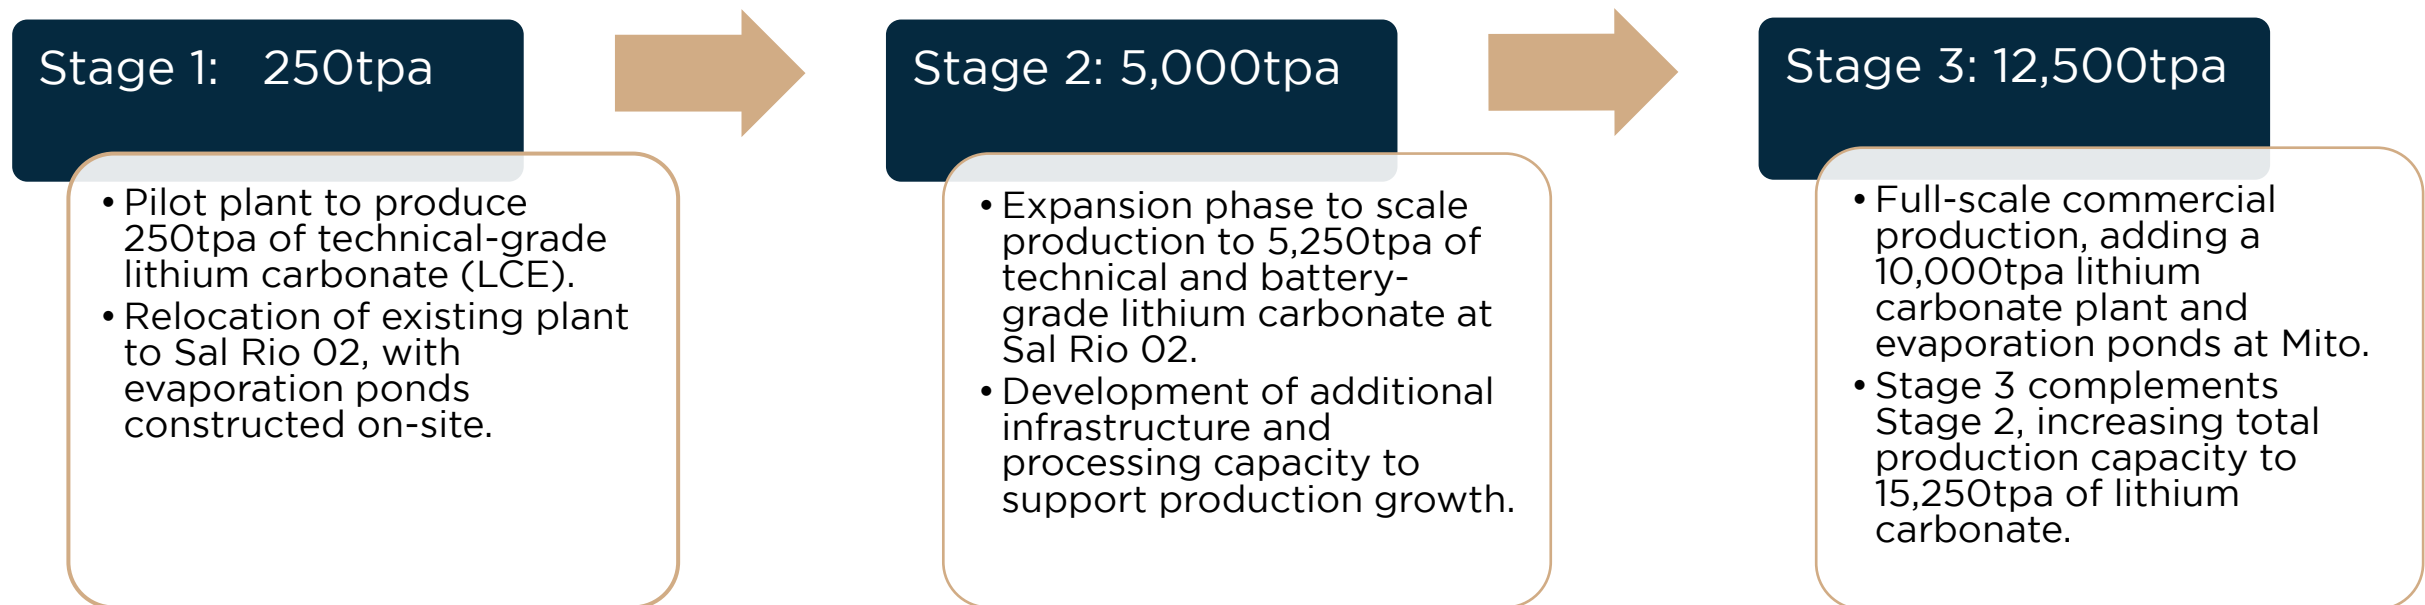 Stage 1: 250tpa
• Pilot plant to produce
250tpa of technical-grade
lithium carbonate (LCE).
• Relocation of existing plant
to Sal Rio 02, with
evaporation ponds
constructed on-site.
Stage 2: 5,000tpa
• Expansion phase to scale
production to 5,250tpa of
technical and battery-
grade lithium carbonate at
Sal Rio 02.
• Development of additional
infrastructure and
processing capacity to
support production growth.
Stage 3: 12,500tpa
• Full-scale commercial
production, adding a
10,000tpa lithium
carbonate plant and
evaporation ponds at Mito.
• Stage 3 complements
Stage 2, increasing total
production capacity to
15,250tpa of lithium
carbonate.